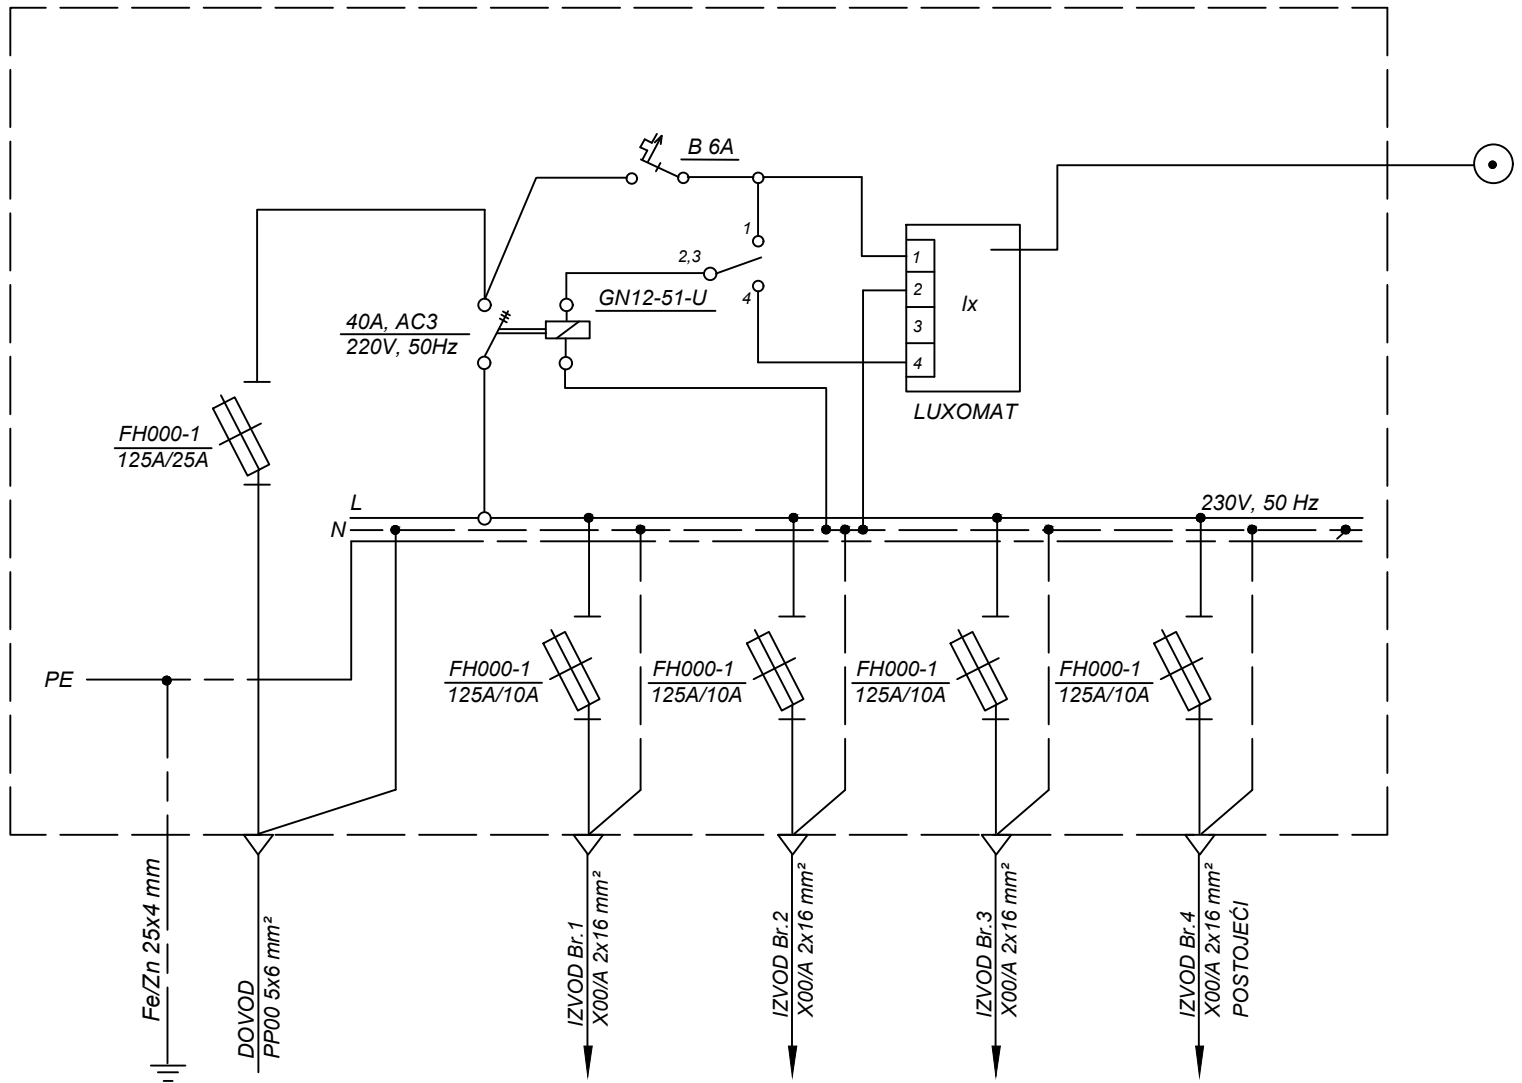 B 6A
1
2,3
GN12-51-U
4
40A, AC3
220V, 50Hz
1
2
3
4
lx
LUXOMAT
FH000-1
125A/25A
L
N
230V, 50 Hz
PE
FH000-1
125A/10A
FH000-1
125A/10A
FH000-1
125A/10A
FH000-1
125A/10A
Fe/Zn 25x4 mm
DOVOD
PP00 5x6 mm²
IZVOD Br.1
X00/A 2x16 mm²
IZVOD Br.2
X00/A 2x16 mm²
IZVOD Br.3
X00/A 2x16 mm²
IZVOD Br.4
X00/A 2x16 mm²
POSTOJEĆI